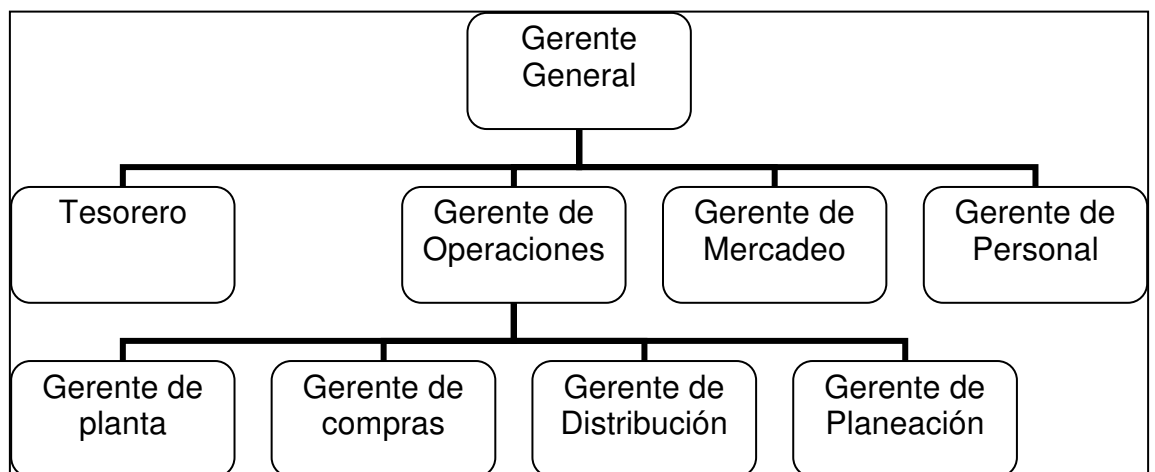 Gerente
General
Tesorero
Gerente de
Operaciones
Gerente de
Mercadeo
Gerente de
Personal
Gerente de
planta
Gerente de
compras
Gerente de
Distribución
Gerente de
Planeación